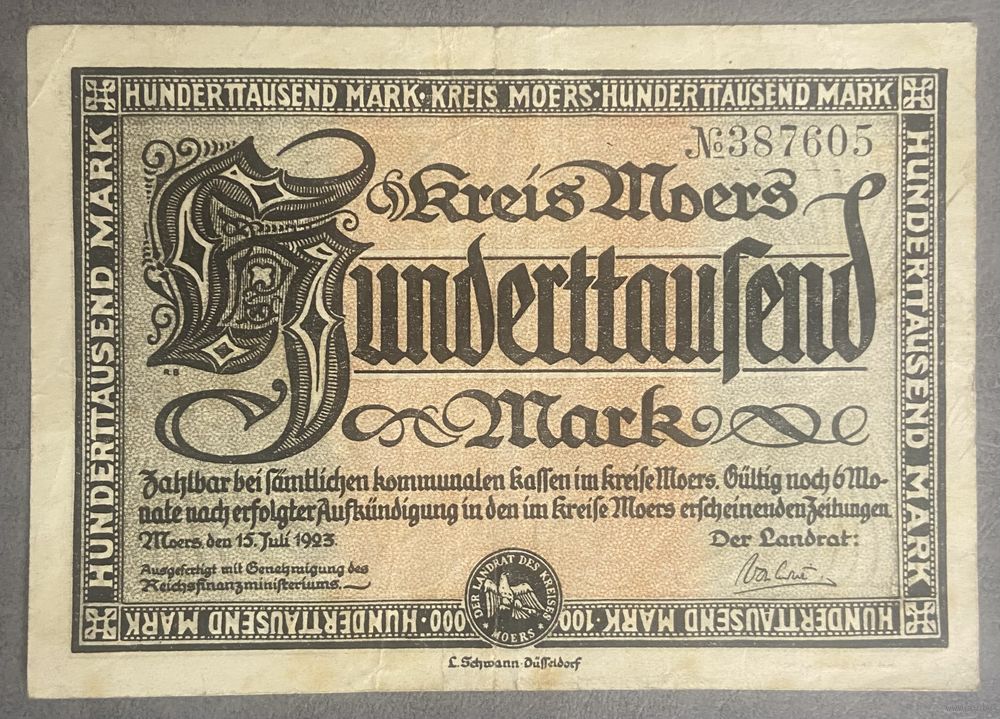 HUNDERTTAUSEND MARK · KREIS MOERS · HUNDERTTAUSEND MARK
HUNDERTTAUSEND MARK
HUNDERTTAUSEND MARK
№387605
Kreis Moers
Hunderttausend
Mark
Zahlbar bei sämtlichen kommunalen Kassen im Kreise Moers. Gültig noch 6 Mo-
nate nach erfolgter Aufkündigung in den im Kreise Moers erscheinenden Zeitungen
Moers, den 15. Juli 1923
Der Landrat:
Ausgefertigt mit Genehmigung des
Reichsfinanzministeriums.
DER LANDRAT DES KREISES
* MOERS *
HUNDERTTAUSEND MARK 100 000 · HUNDERTTAUSEND MARK
L. Schwann · Düsseldorf